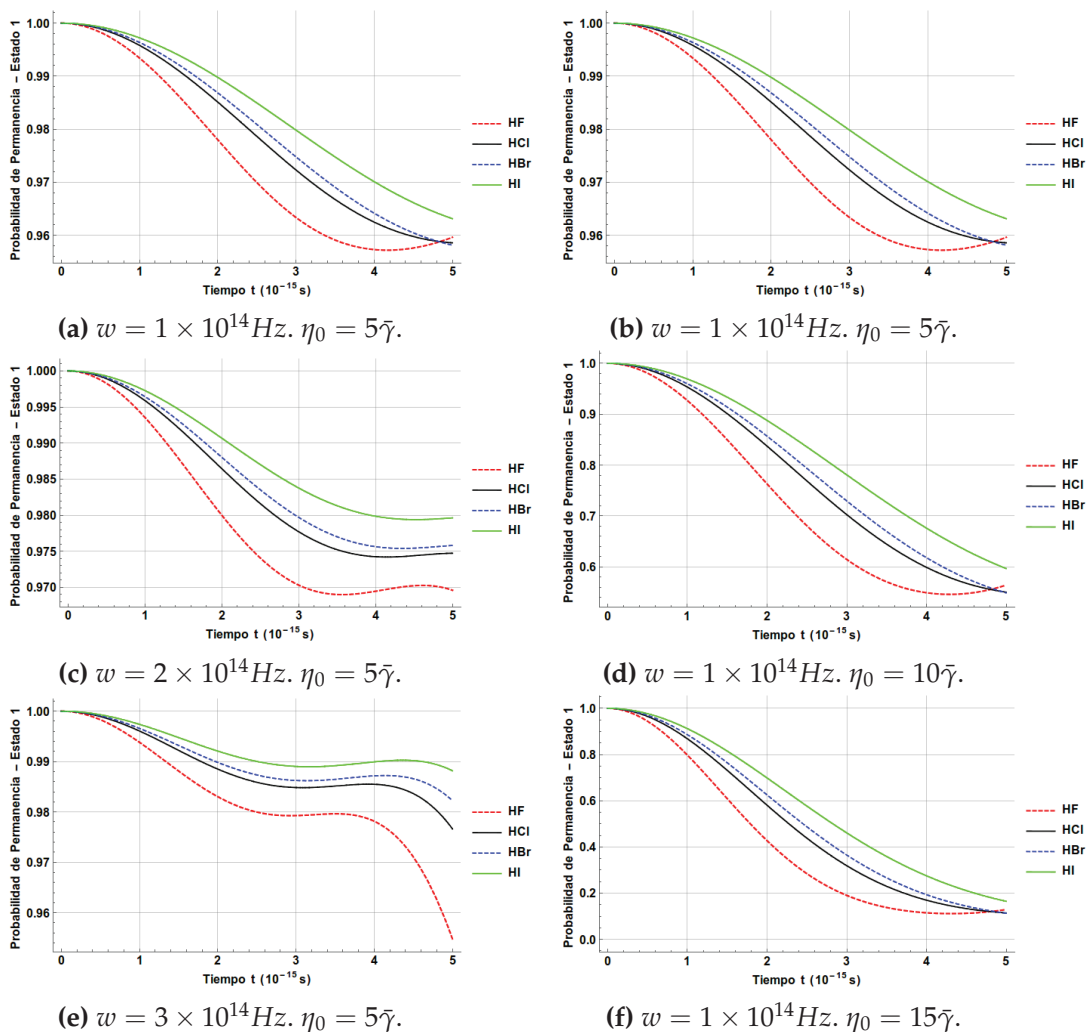 Probabilidad de Permanencia – Estado 1
1.00
0.99
0.98
0.97
0.96
0 1 2 3 4 5
Tiempo t (10⁻¹⁵ s)
HF
HCl
HBr
HI
(a) w = 1 × 10¹⁴Hz. η₀ = 5γ̄.
Probabilidad de Permanencia – Estado 1
1.00
0.99
0.98
0.97
0.96
0 1 2 3 4 5
Tiempo t (10⁻¹⁵ s)
HF
HCl
HBr
HI
(b) w = 1 × 10¹⁴Hz. η₀ = 5γ̄.
Probabilidad de Permanencia – Estado 1
1.000
0.995
0.990
0.985
0.980
0.975
0.970
0 1 2 3 4 5
Tiempo t (10⁻¹⁵ s)
HF
HCl
HBr
HI
(c) w = 2 × 10¹⁴Hz. η₀ = 5γ̄.
Probabilidad de Permanencia – Estado 1
1.0
0.9
0.8
0.7
0.6
0 1 2 3 4 5
Tiempo t (10⁻¹⁵ s)
HF
HCl
HBr
HI
(d) w = 1 × 10¹⁴Hz. η₀ = 10γ̄.
Probabilidad de Permanencia – Estado 1
1.00
0.99
0.98
0.97
0.96
0 1 2 3 4 5
Tiempo t (10⁻¹⁵ s)
HF
HCl
HBr
HI
(e) w = 3 × 10¹⁴Hz. η₀ = 5γ̄.
Probabilidad de Permanencia – Estado 1
1.0
0.8
0.6
0.4
0.2
0.0
0 1 2 3 4 5
Tiempo t (10⁻¹⁵ s)
HF
HCl
HBr
HI
(f) w = 1 × 10¹⁴Hz. η₀ = 15γ̄.